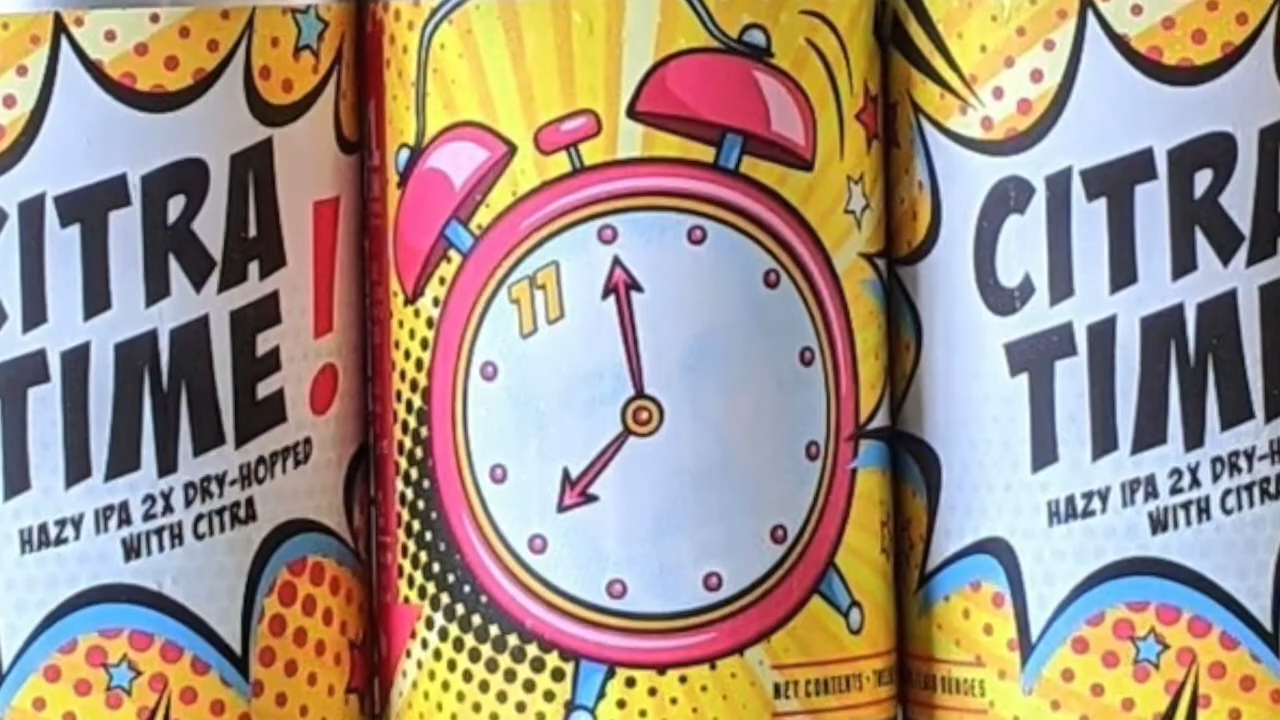 CITRA
TIME!
HAZY IPA 2X DRY-HOPPED
WITH CITRA
11
NET CONTENTS
OUNCES
CITRA
TIME
HAZY IPA 2X DRY-H
WITH CITRA